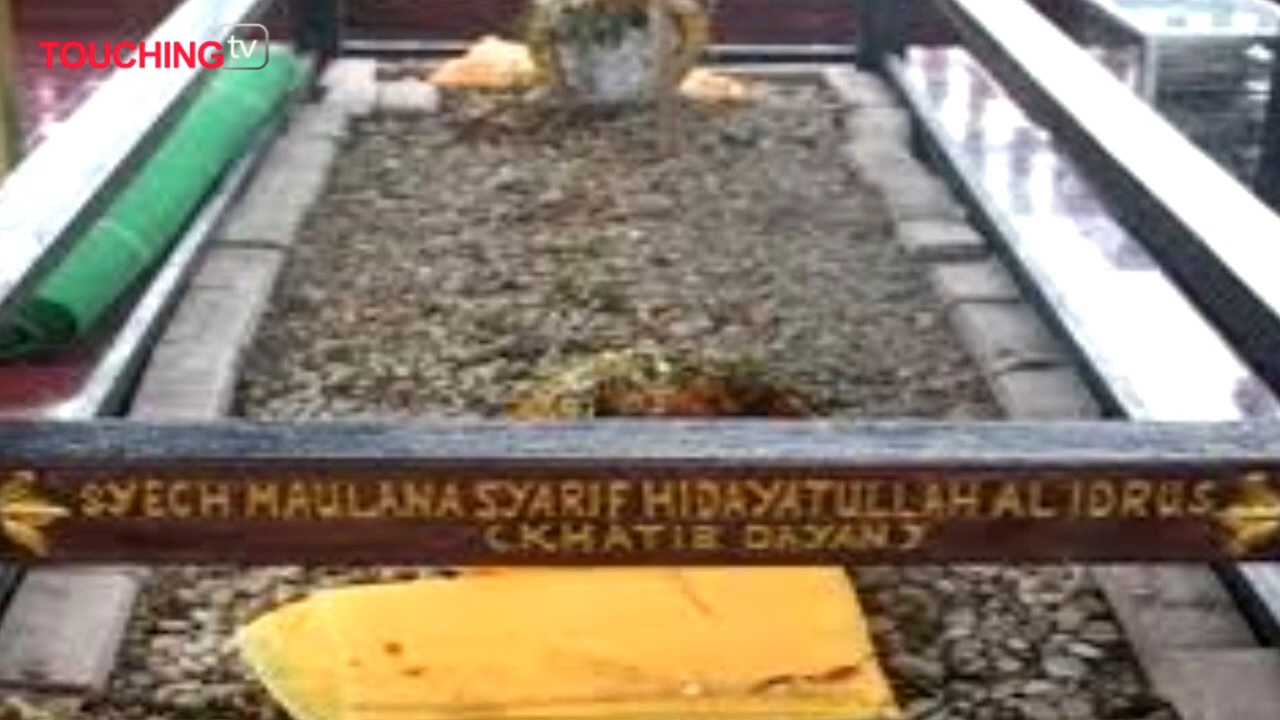 TOUCHING tv
SYECH MAULANA SYARIF HIDAYATULLAH AL IDRUS
(KHATIB DAYAN)